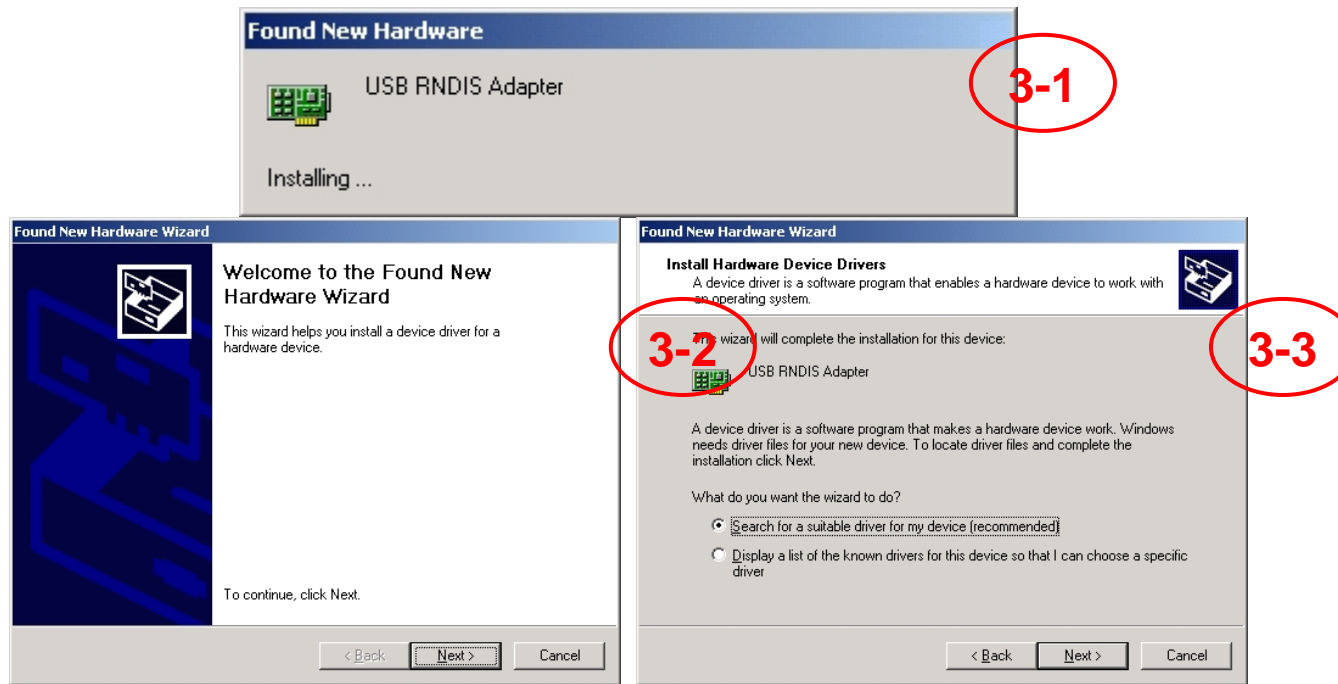 Found New Hardware
USB RNDIS Adapter
3-1
Installing ...
Found New Hardware Wizard
Welcome to the Found New
Hardware Wizard
This wizard helps you install a device driver for a
hardware device.
3-2
To continue, click Next.
< Back
Next >
Cancel
Found New Hardware Wizard
Install Hardware Device Drivers
A device driver is a software program that enables a hardware device to work with
an operating system.
This wizard will complete the installation for this device:
3-3
USB RNDIS Adapter
A device driver is a software program that makes a hardware device work. Windows
needs driver files for your new device. To locate driver files and complete the
installation click Next.
What do you want the wizard to do?
Search for a suitable driver for my device (recommended)
Display a list of the known drivers for this device so that I can choose a specific
driver
< Back
Next >
Cancel